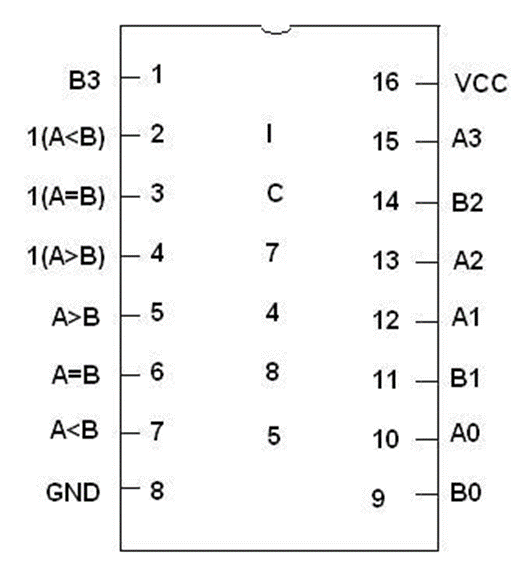 B3 1 16 VCC
1(A<B) 2 I 15 A3
1(A=B) 3 C 14 B2
1(A>B) 4 7 13 A2
A>B 5 4 12 A1
A=B 6 8 11 B1
A<B 7 5 10 A0
GND 8 9 B0